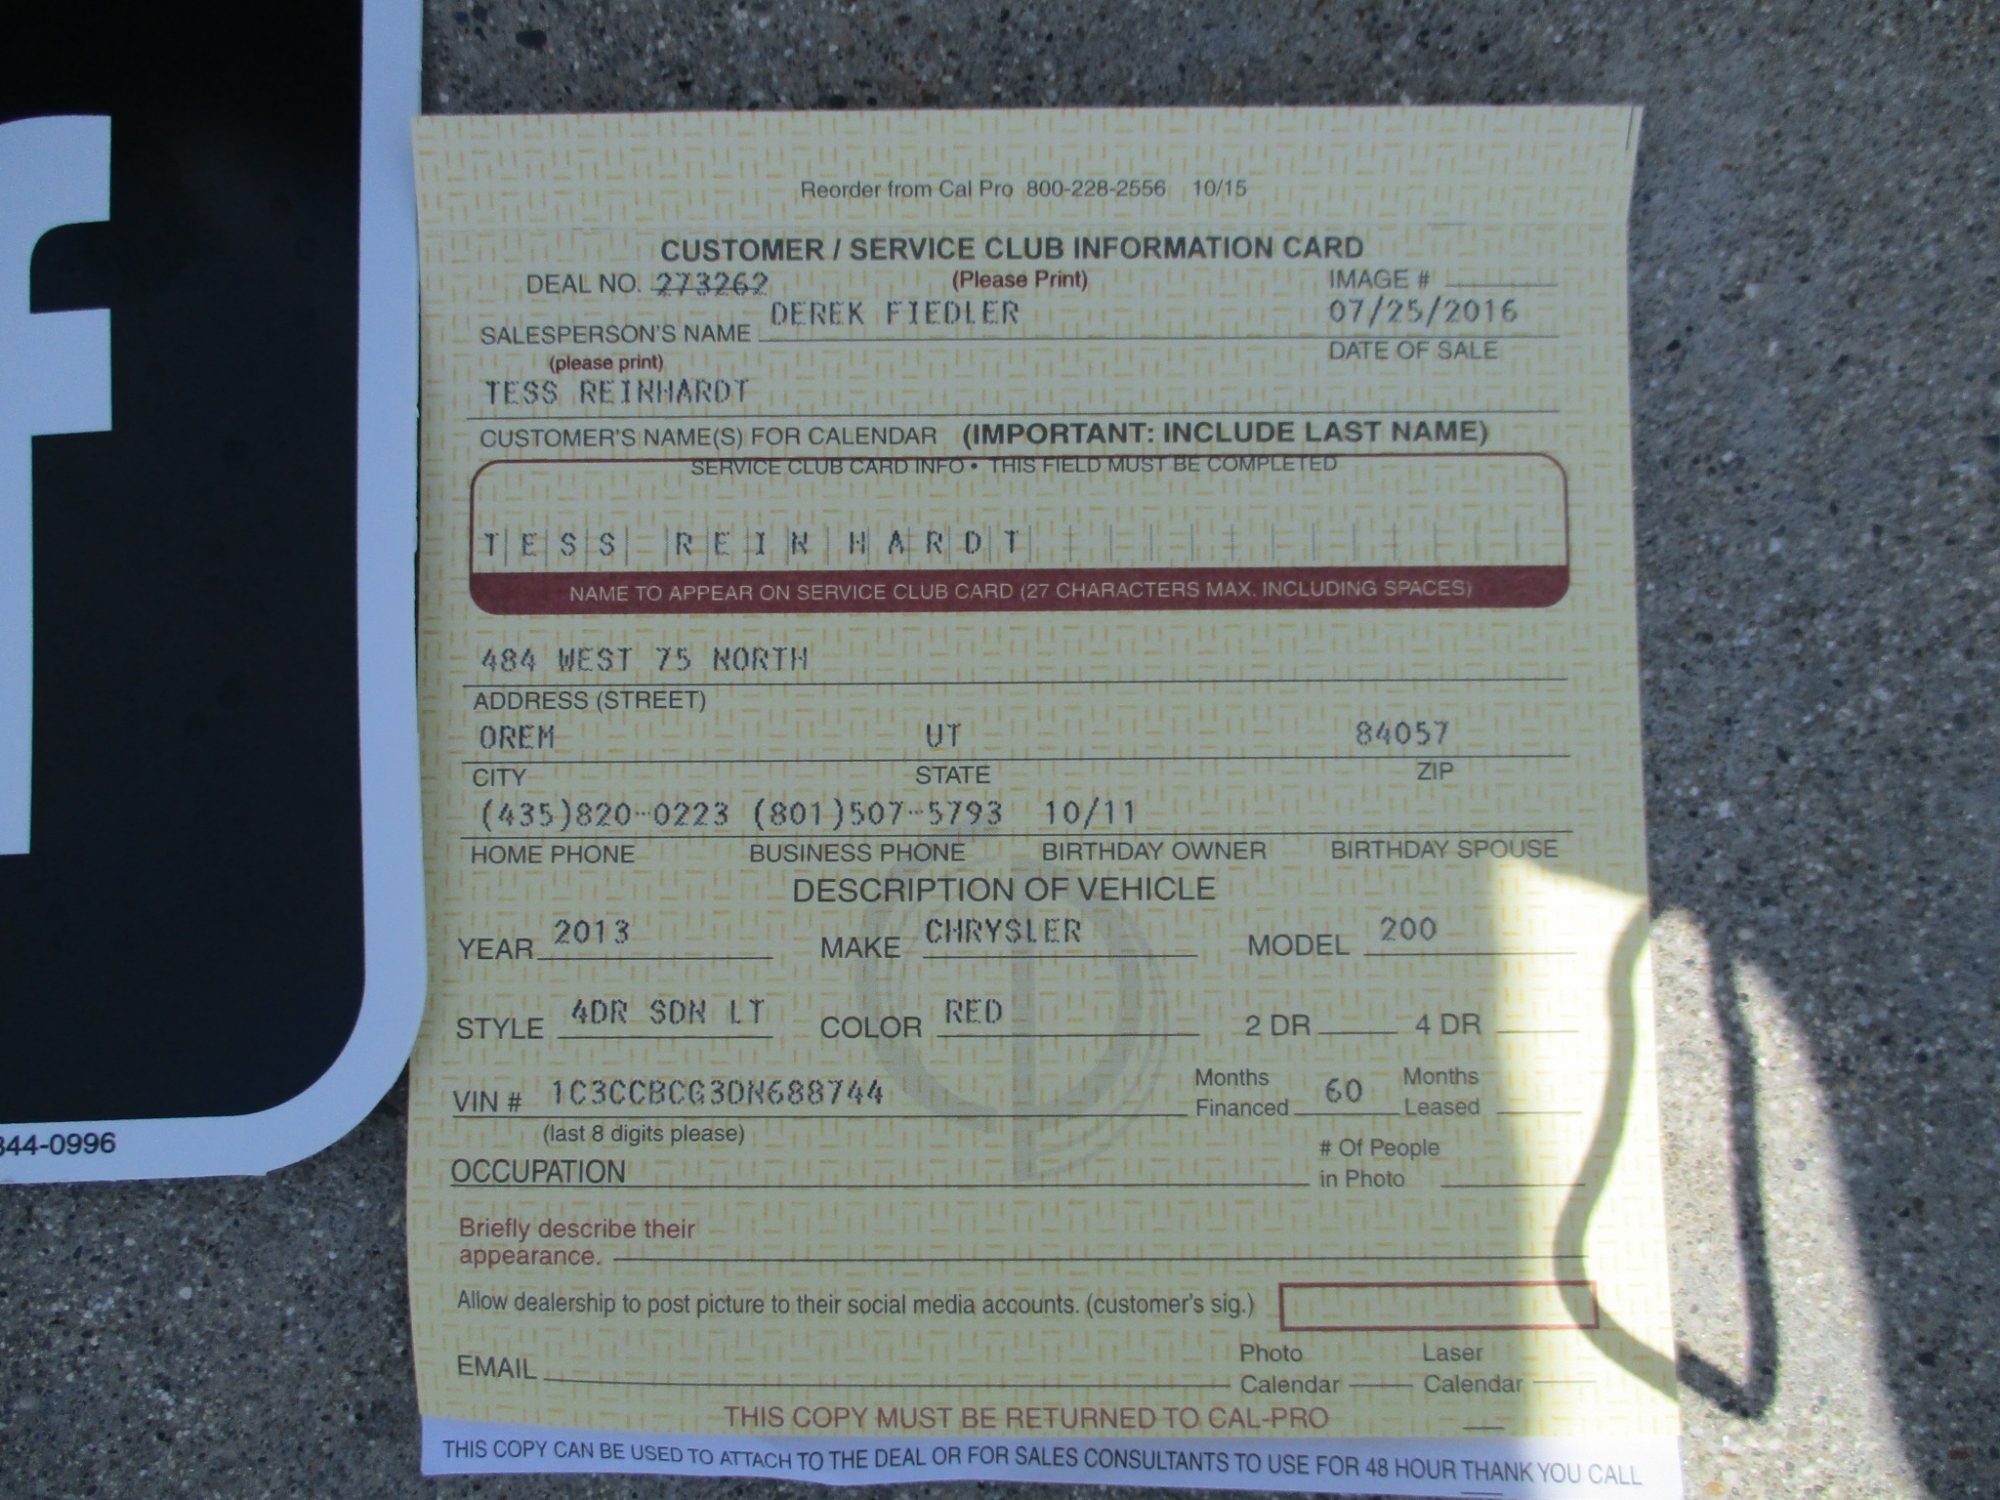 f
844-0996
Reorder from Cal Pro 800-228-2556 10/15
CUSTOMER / SERVICE CLUB INFORMATION CARD
DEAL NO. 273262 (Please Print) IMAGE #
SALESPERSON'S NAME DEREK FIEDLER 07/25/2016
(please print) DATE OF SALE
TESS REINHARDT
CUSTOMER'S NAME(S) FOR CALENDAR (IMPORTANT: INCLUDE LAST NAME)
SERVICE CLUB CARD INFO • THIS FIELD MUST BE COMPLETED
TESS REINHARDT
NAME TO APPEAR ON SERVICE CLUB CARD (27 CHARACTERS MAX. INCLUDING SPACES)
484 WEST 75 NORTH
ADDRESS (STREET)
OREM UT 84057
CITY STATE ZIP
(435)820-0223 (801)507-5793 10/11
HOME PHONE BUSINESS PHONE BIRTHDAY OWNER BIRTHDAY SPOUSE
DESCRIPTION OF VEHICLE
YEAR 2013 MAKE CHRYSLER MODEL 200
STYLE 4DR SDN LT COLOR RED 2 DR 4 DR
VIN # 1C3CCBCG3DN688744 Months Financed 60 Months Leased
(last 8 digits please)
OCCUPATION # Of People in Photo
Briefly describe their
appearance.
Allow dealership to post picture to their social media accounts. (customer's sig.)
EMAIL Photo Calendar Laser Calendar
THIS COPY MUST BE RETURNED TO CAL-PRO
THIS COPY CAN BE USED TO ATTACH TO THE DEAL OR FOR SALES CONSULTANTS TO USE FOR 48 HOUR THANK YOU CALL